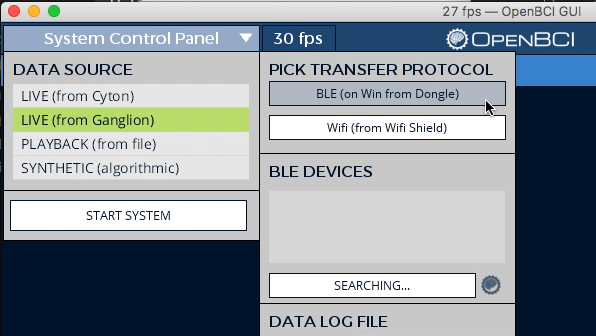 27 fps — OpenBCI GUI
System Control Panel
30 fps
OPENBCI
DATA SOURCE
LIVE (from Cyton)
LIVE (from Ganglion)
PLAYBACK (from file)
SYNTHETIC (algorithmic)
START SYSTEM
PICK TRANSFER PROTOCOL
BLE (on Win from Dongle)
Wifi (from Wifi Shield)
BLE DEVICES
SEARCHING...
DATA LOG FILE